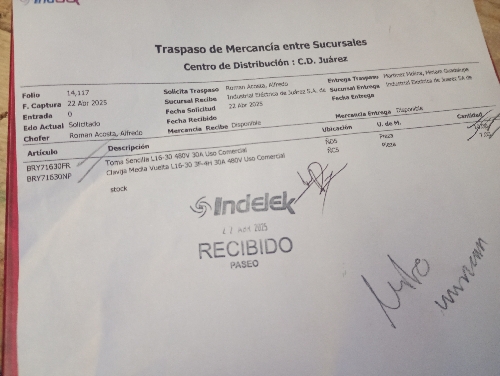 Indelek
Traspaso de Mercancía entre Sucursales
Centro de Distribución : C.D. Juárez
Folio 14,117 Solicita Traspaso Roman Acosta, Alfredo Entrega Traspaso Martinez Molina, Miriam Guadalupe
F. Captura 22 Abr 2025 Sucursal Recibe Industrial Eléctrica de Juárez S.A. de Sucursal Entrega Industrial Eléctrica de Juárez S.A de
Entrada 0 Fecha Solicitud 22 Abr 2025 Fecha Entrega
Edo Actual Solicitado Fecha Recibido
Chofer Roman Acosta, Alfredo Mercancía Recibe Disponible Mercancía Entrega Disponible
Artículo Descripción Ubicación U. de M. Cantidad
BRY71630FR Toma Sencilla L16-30 480V 30A Uso Comercial ÑDS Pieza
BRY71630NP Clavija Media Vuelta L16-30 3P-4H 30A 480V Uso Comercial ÑCS Pieza
stock
Indelek
2025
RECIBIDO
PASEO